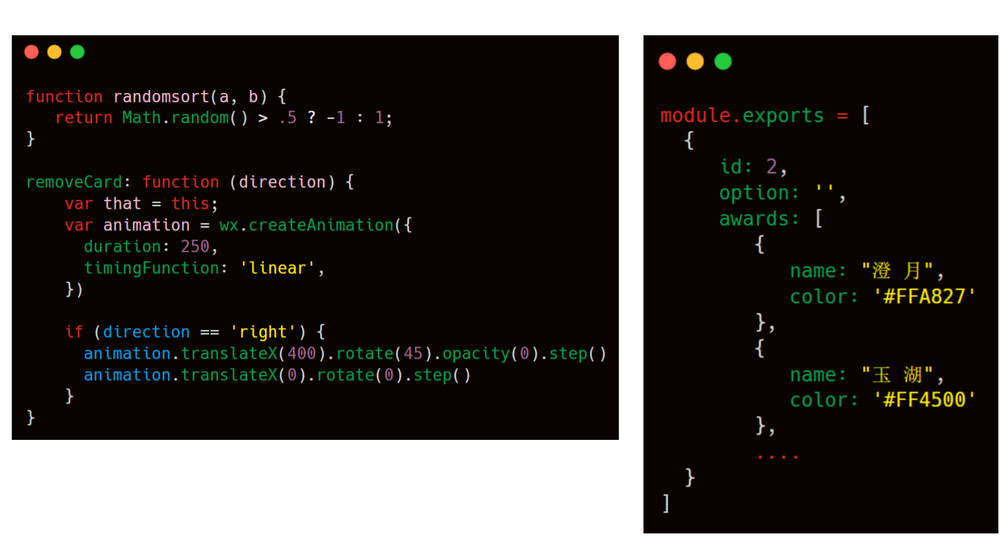 function randomsort(a, b) {
return Math.random() > .5 ? -1 : 1;
}
removeCard: function (direction) {
var that = this;
var animation = wx.createAnimation({
duration: 250,
timingFunction: 'linear',
})
if (direction == 'right') {
animation.translateX(400).rotate(45).opacity(0).step()
animation.translateX(0).rotate(0).step()
}
}
module.exports = [
{
id: 2,
option: '',
awards: [
{
name: "澄 月",
color: '#FFA827'
},
{
name: "玉 湖",
color: '#FF4500'
},
....
}
]